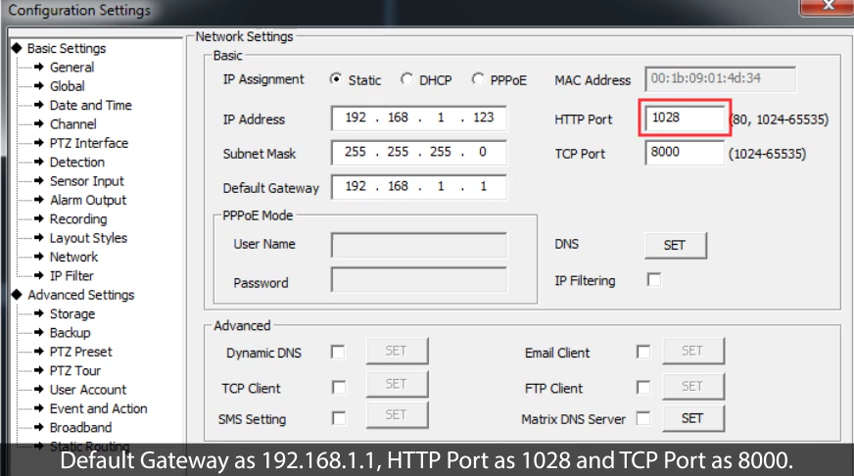 Configuration Settings
Basic Settings
General
Global
Date and Time
Channel
PTZ Interface
Detection
Sensor Input
Alarm Output
Recording
Layout Styles
Network
IP Filter
Advanced Settings
Storage
Backup
PTZ Preset
PTZ Tour
User Account
Event and Action
Broadband
Static Routing
Network Settings
Basic
IP Assignment Static DHCP PPPoE MAC Address 00:1b:09:01:4d:34
IP Address 192 . 168 . 1 . 123 HTTP Port 1028 (80, 1024-65535)
Subnet Mask 255 . 255 . 255 . 0 TCP Port 8000 (1024-65535)
Default Gateway 192 . 168 . 1 . 1
PPPoE Mode
User Name DNS SET
Password IP Filtering
Advanced
Dynamic DNS SET Email Client SET
TCP Client SET FTP Client SET
SMS Setting SET Matrix DNS Server SET
Default Gateway as 192.168.1.1, HTTP Port as 1028 and TCP Port as 8000.